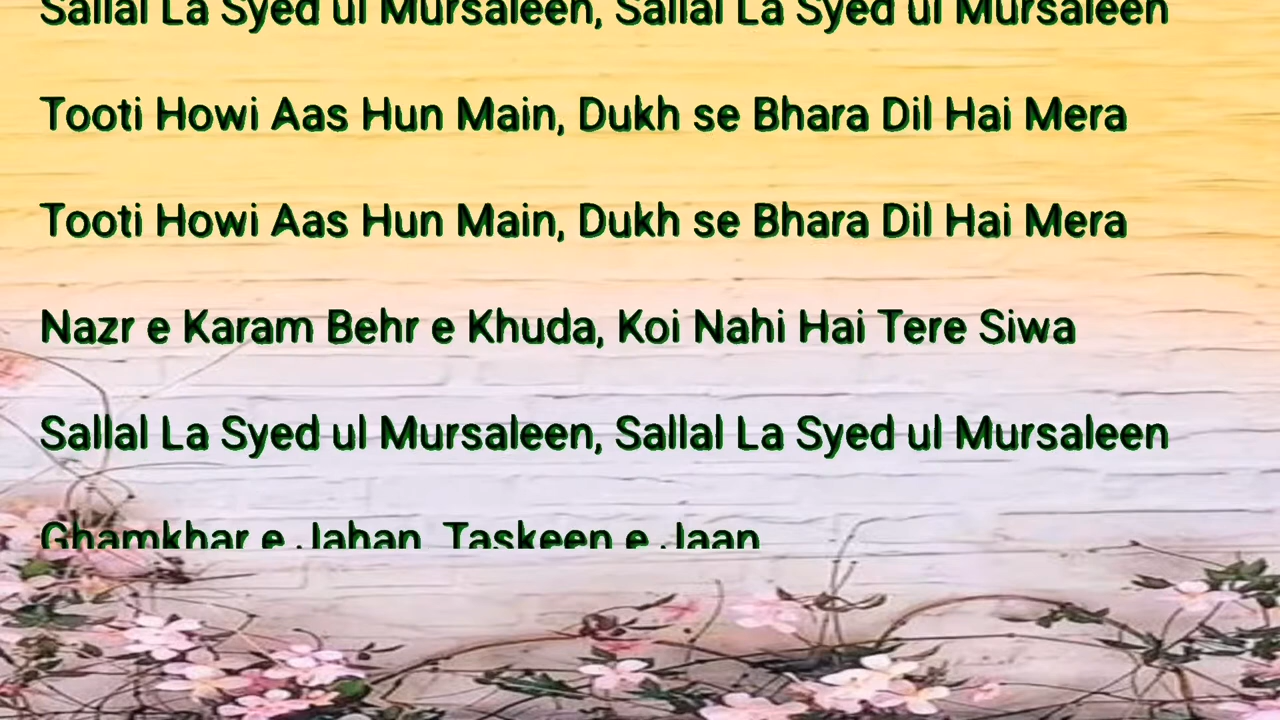 Sallal La Syed ul Mursaleen, Sallal La Syed ul Mursaleen
Tooti Howi Aas Hun Main, Dukh se Bhara Dil Hai Mera
Tooti Howi Aas Hun Main, Dukh se Bhara Dil Hai Mera
Nazr e Karam Behr e Khuda, Koi Nahi Hai Tere Siwa
Sallal La Syed ul Mursaleen, Sallal La Syed ul Mursaleen
Ghamkhar e Jahan, Taskeen e Jaan